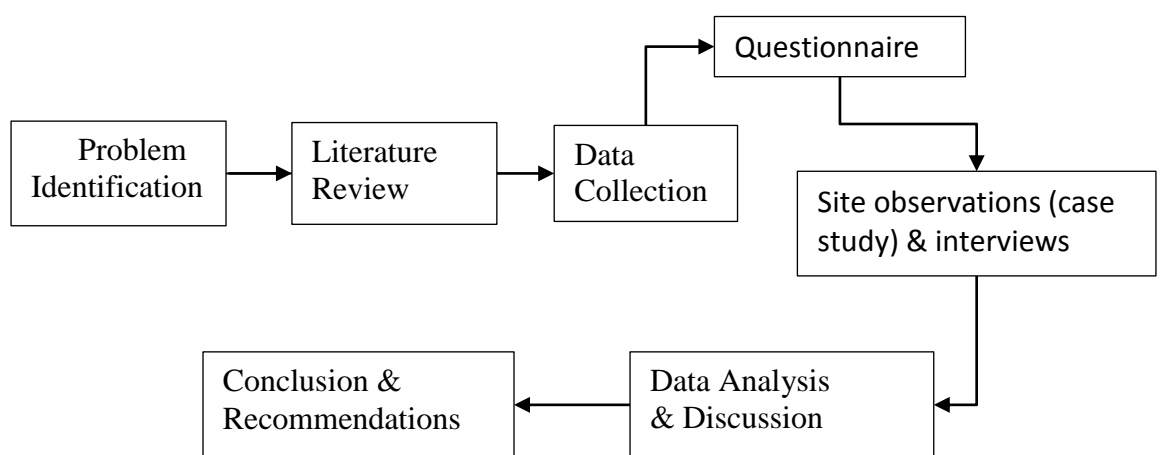 Problem
Identification
Literature
Review
Data
Collection
Questionnaire
Site observations (case
study) & interviews
Data Analysis
& Discussion
Conclusion &
Recommendations